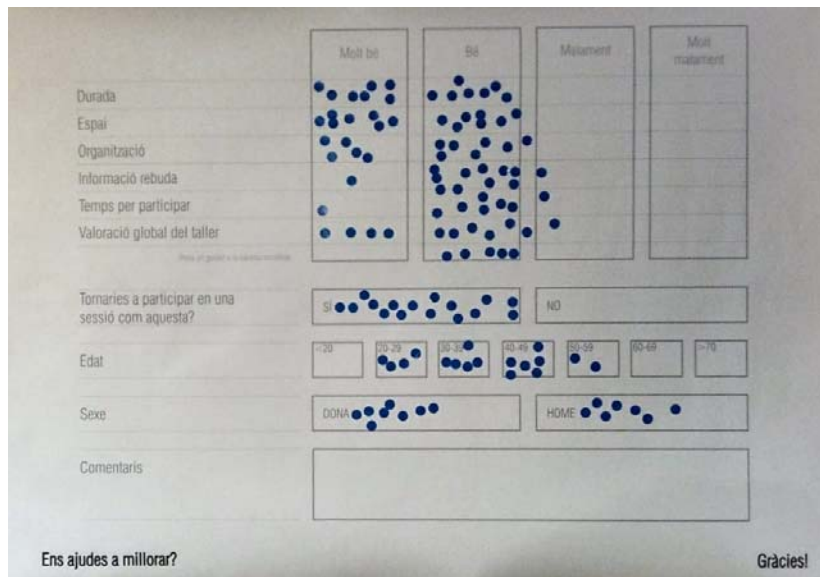 Molt bé
Bé
Malament
Molt
malament
Durada
Espai
Organització
Informació rebuda
Temps per participar
Valoració global del taller
Tornaries a participar en una
sessió com aquesta?
SÍ
NO
Edat
<20
20-29
30-39
40-49
50-59
60-69
>70
Sexe
DONA
HOME
Comentaris
Ens ajudes a millorar?
Gràcies!